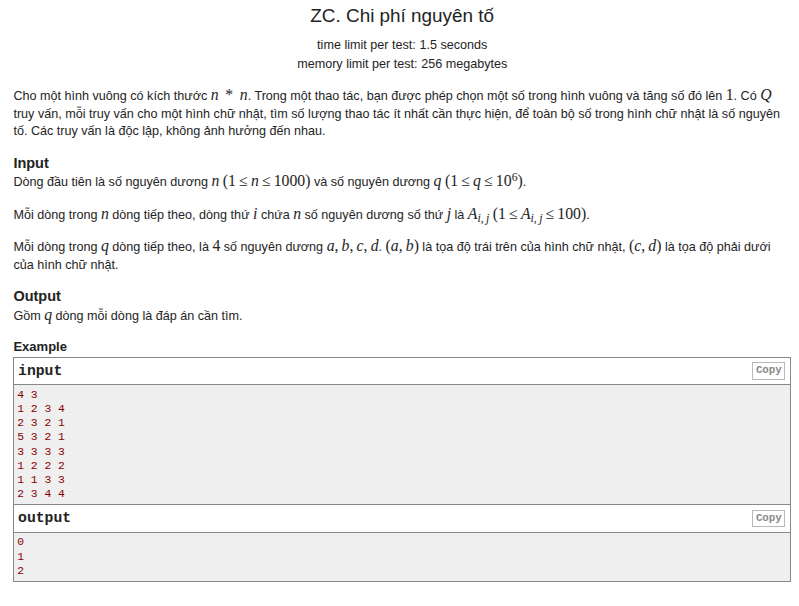 ZC. Chi phí nguyên tố
time limit per test: 1.5 seconds
memory limit per test: 256 megabytes
Cho một hình vuông có kích thước n * n. Trong một thao tác, bạn được phép chọn một số trong hình vuông và tăng số đó lên 1. Có Q
truy vấn, mỗi truy vấn cho một hình chữ nhật, tìm số lượng thao tác ít nhất cần thực hiện, để toàn bộ số trong hình chữ nhật là số nguyên
tố. Các truy vấn là độc lập, không ảnh hưởng đến nhau.
Input
Dòng đầu tiên là số nguyên dương n (1 ≤ n ≤ 1000) và số nguyên dương q (1 ≤ q ≤ 10^6).
Mỗi dòng trong n dòng tiếp theo, dòng thứ i chứa n số nguyên dương số thứ j là A_{i, j} (1 ≤ A_{i, j} ≤ 100).
Mỗi dòng trong q dòng tiếp theo, là 4 số nguyên dương a, b, c, d. (a, b) là tọa độ trái trên của hình chữ nhật, (c, d) là tọa độ phải dưới
của hình chữ nhật.
Output
Gồm q dòng mỗi dòng là đáp án cần tìm.
Example
input Copy
4 3
1 2 3 4
2 3 2 1
5 3 2 1
3 3 3 3
1 2 2 2
1 1 3 3
2 3 4 4
output Copy
0
1
2